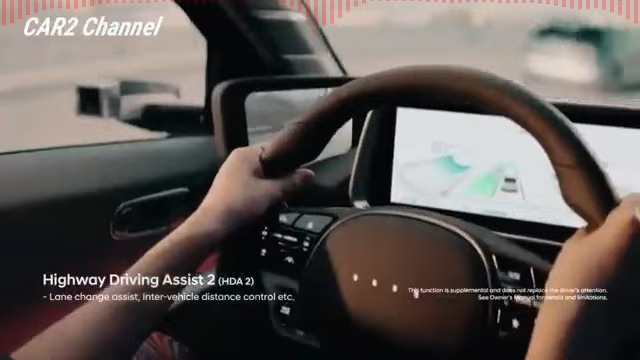 CAR2 Channel
Highway Driving Assist 2 (HDA 2)
- Lane change assist, Inter-vehicle distance control etc,
This function is supplemental and does not replace the driver's attention.
See Owner's Manual for details and limitations.